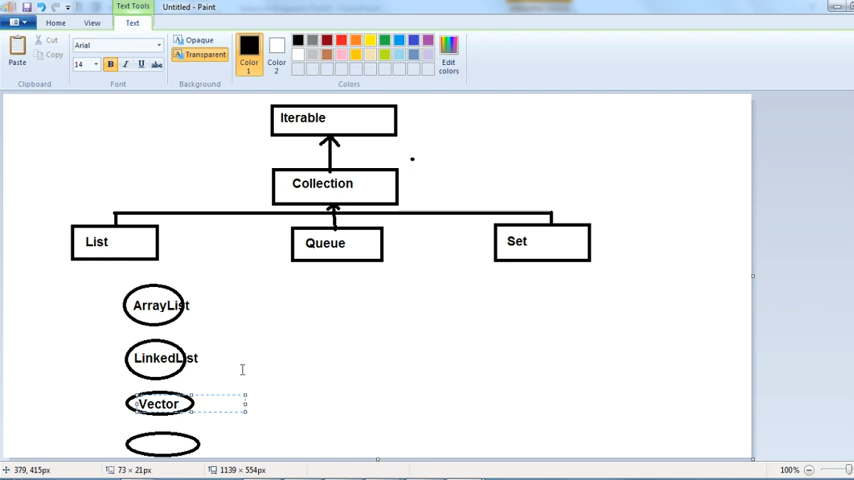 Text Tools
Untitled - Paint
Home
View
Text
Paste
Cut
Copy
Clipboard
Arial
14
B
I
U
abc
Font
Opaque
Transparent
Background
Color 1
Color 2
Edit colors
Colors
Iterable
Collection
List
Queue
Set
ArrayList
LinkedList
Vector
379, 415px
73 × 21px
1139 × 554px
100%